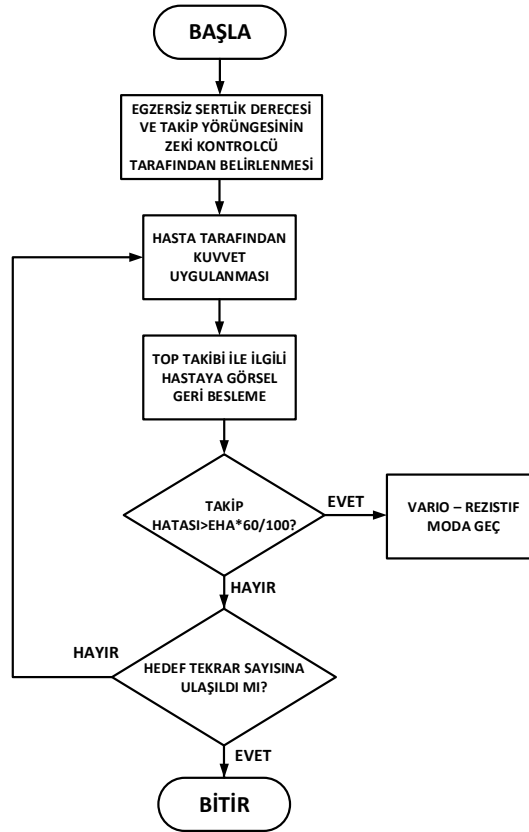 BAŞLA
EGZERSİZ SERTLİK DERECESİ
VE TAKİP YÖRÜNGESİNİN
ZEKİ KONTROLCÜ
TARAFINDAN BELİRLENMESİ
HASTA TARAFINDAN
KUVVET
UYGULANMASI
TOP TAKİBİ İLE İLGİLİ
HASTAYA GÖRSEL
GERİ BESLEME
TAKİP
HATASI>EHA*60/100?
EVET
VARIO – REZISTIF
MODA GEÇ
HAYIR
HAYIR
HEDEF TEKRAR SAYISINA
ULAŞILDI MI?
EVET
BİTİR